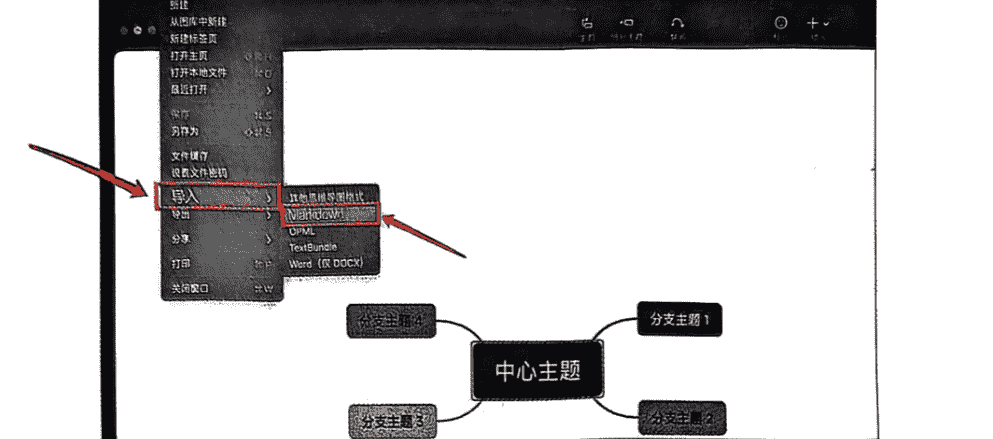 新建
从图库中新建
新建标签页
打开主页
打开本地文件 ⌘O
最近打开
保存
另存为
文件缓存
设置文件密码
导入
导出
分享
打印 ⌘P
关闭窗口 ⌘W
其他思维导图格式
Markdown
OPML
TextBundle
Word（仅 DOCX）
分支主题 4
分支主题 1
中心主题
分支主题 3
分支主题 2